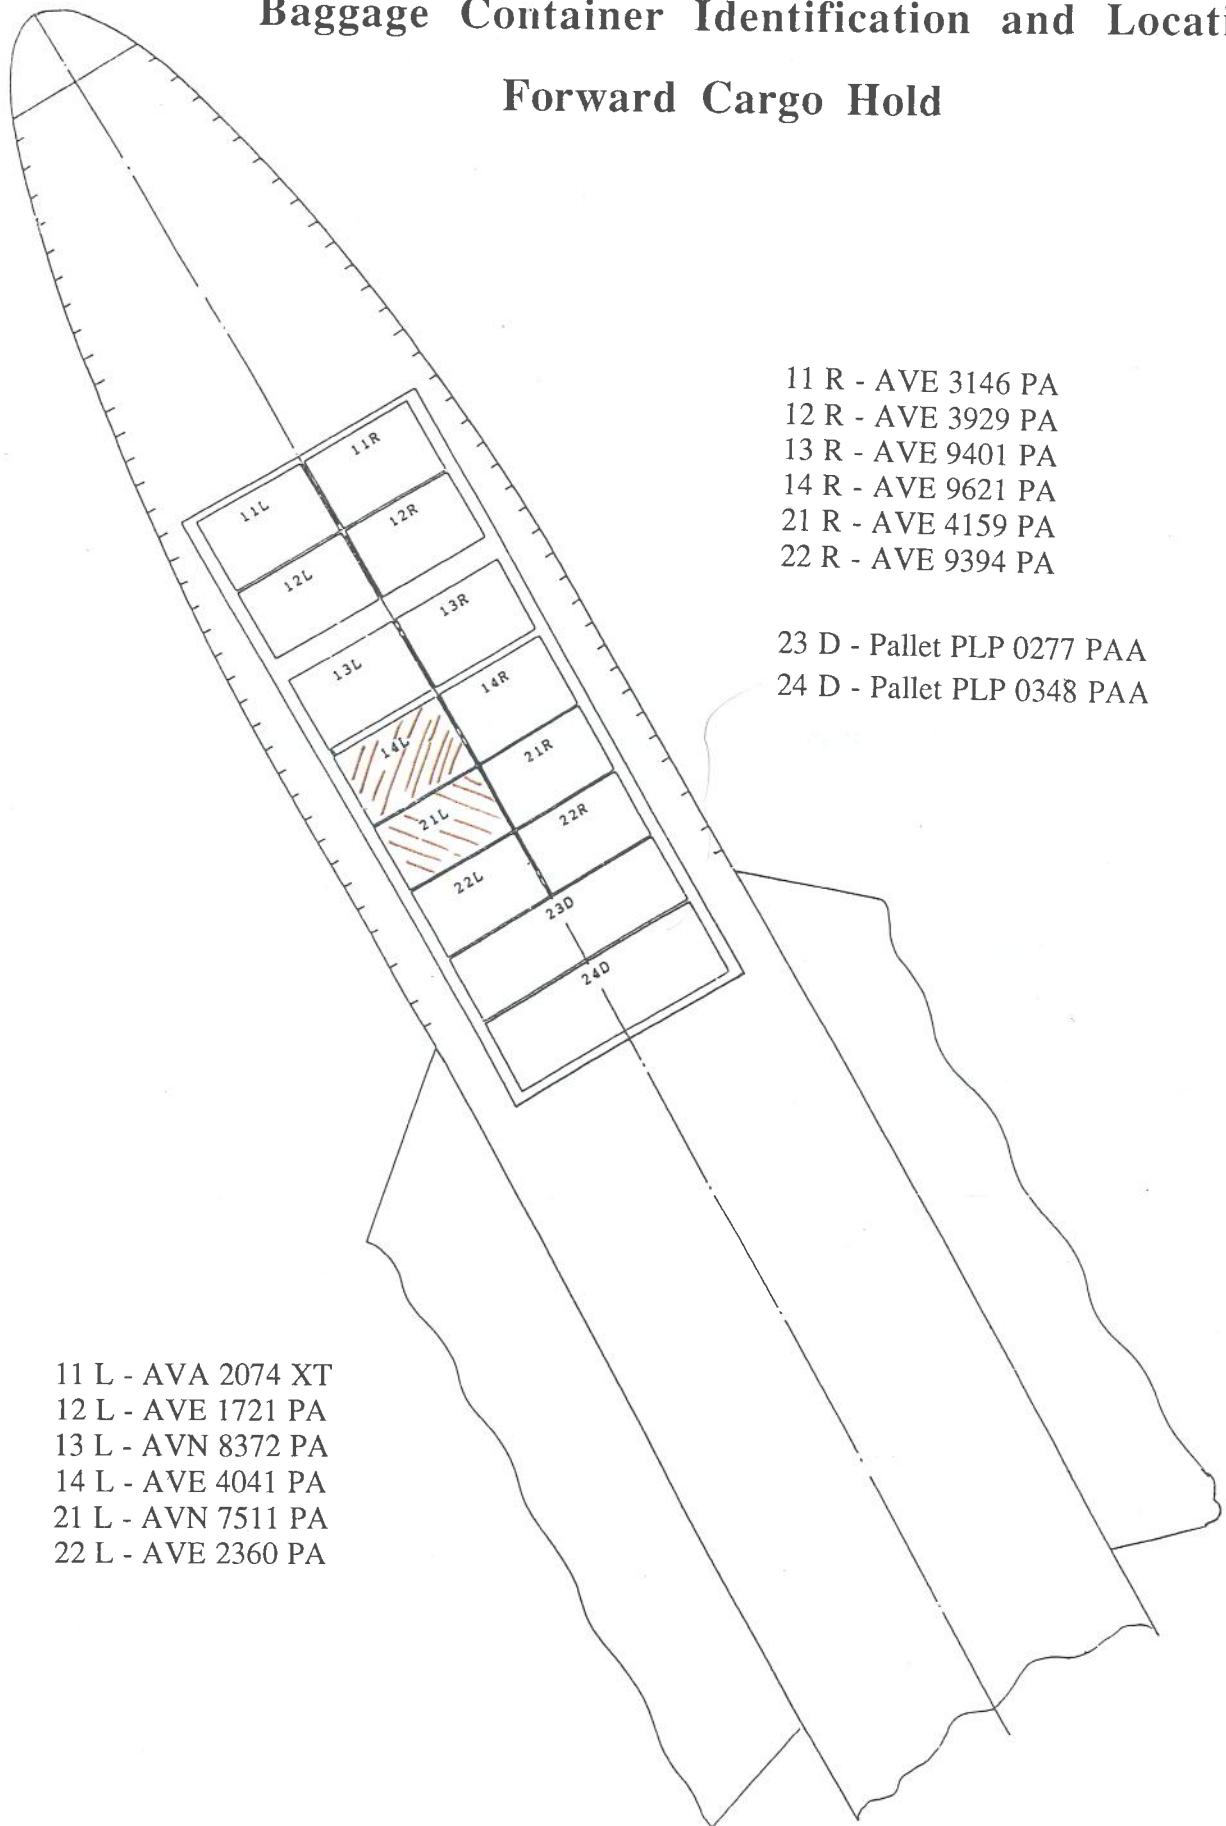 Baggage Container Identification and Locati
Forward Cargo Hold
11 R - AVE 3146 PA
12 R - AVE 3929 PA
13 R - AVE 9401 PA
14 R - AVE 9621 PA
21 R - AVE 4159 PA
22 R - AVE 9394 PA
23 D - Pallet PLP 0277 PAA
24 D - Pallet PLP 0348 PAA
11R
11L
12R
12L
13R
13L
14R
14L
21R
21L
22R
22L
23D
24D
11 L - AVA 2074 XT
12 L - AVE 1721 PA
13 L - AVN 8372 PA
14 L - AVE 4041 PA
21 L - AVN 7511 PA
22 L - AVE 2360 PA